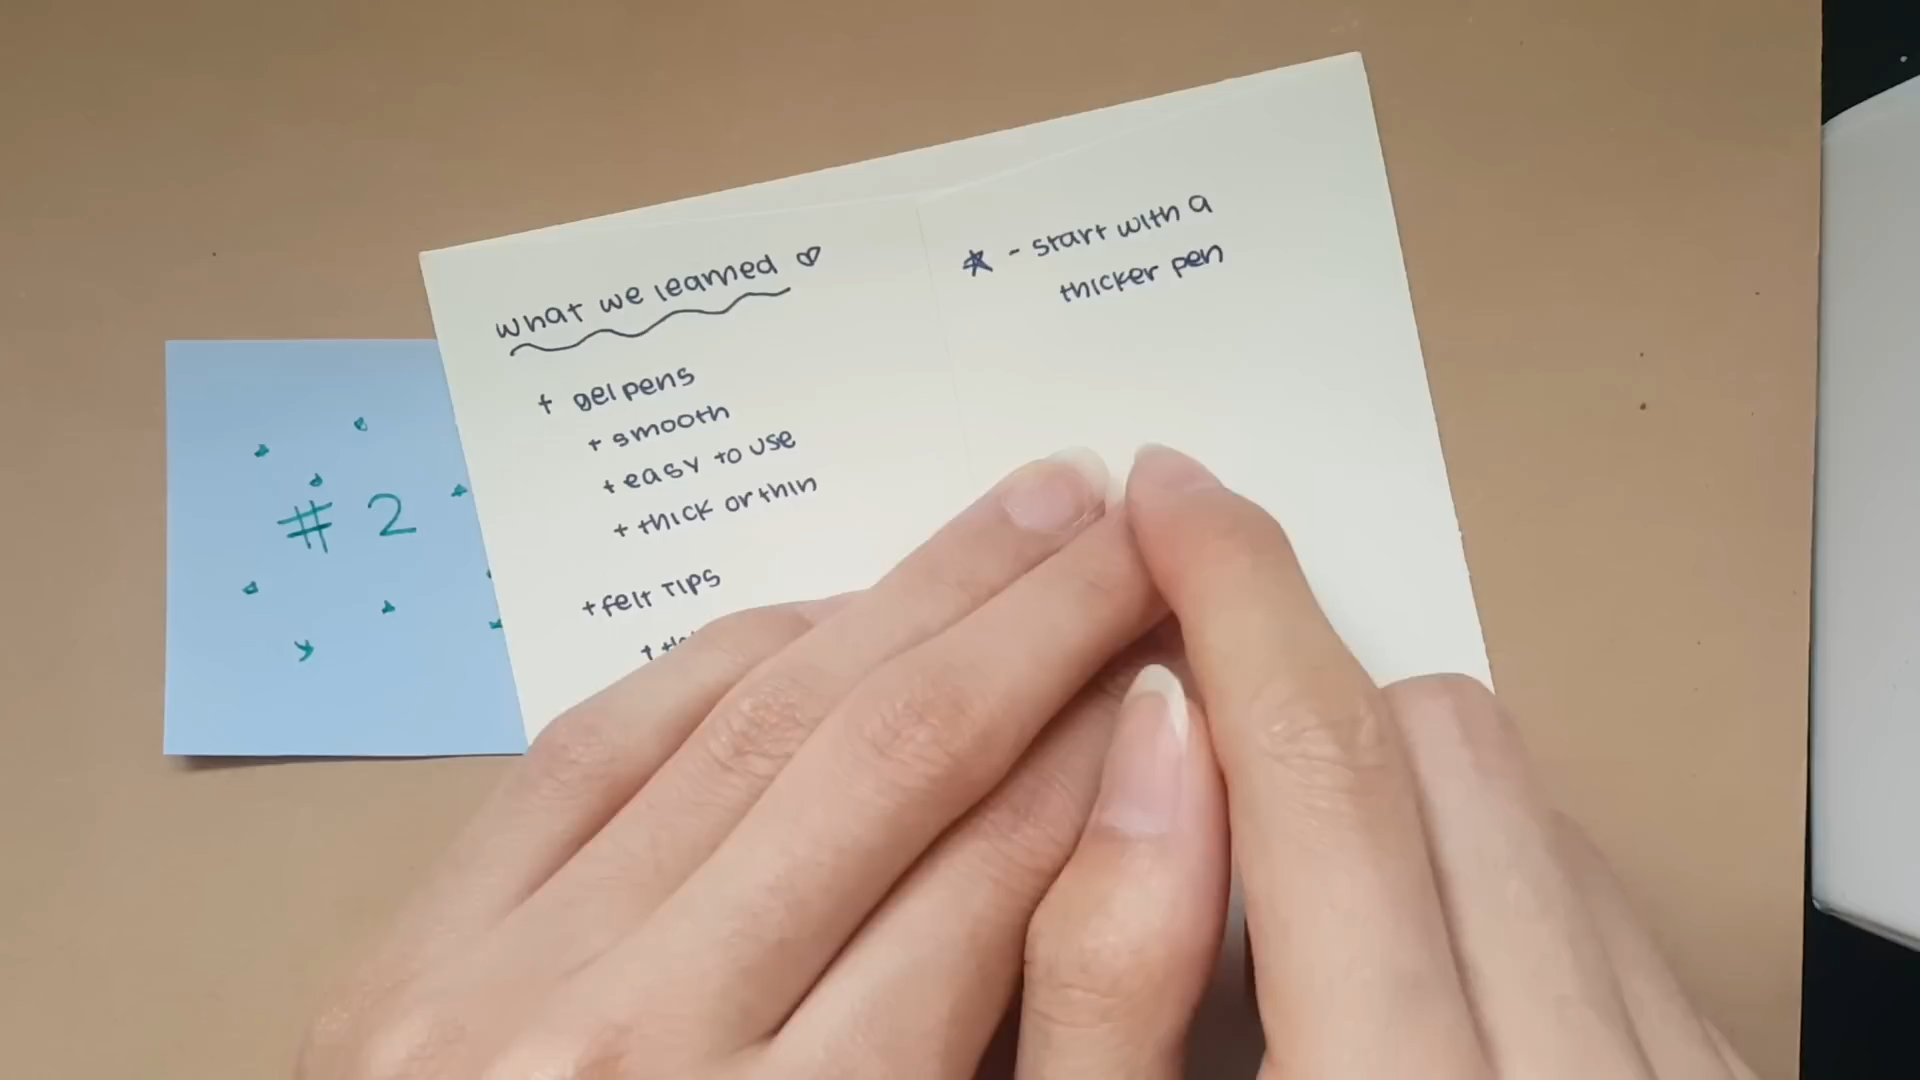 what we learned ♡
+ gel pens
+ smooth
+ easy to use
+ thick or thin
+ felt tips
☆ - start with a
thicker pen
# 2